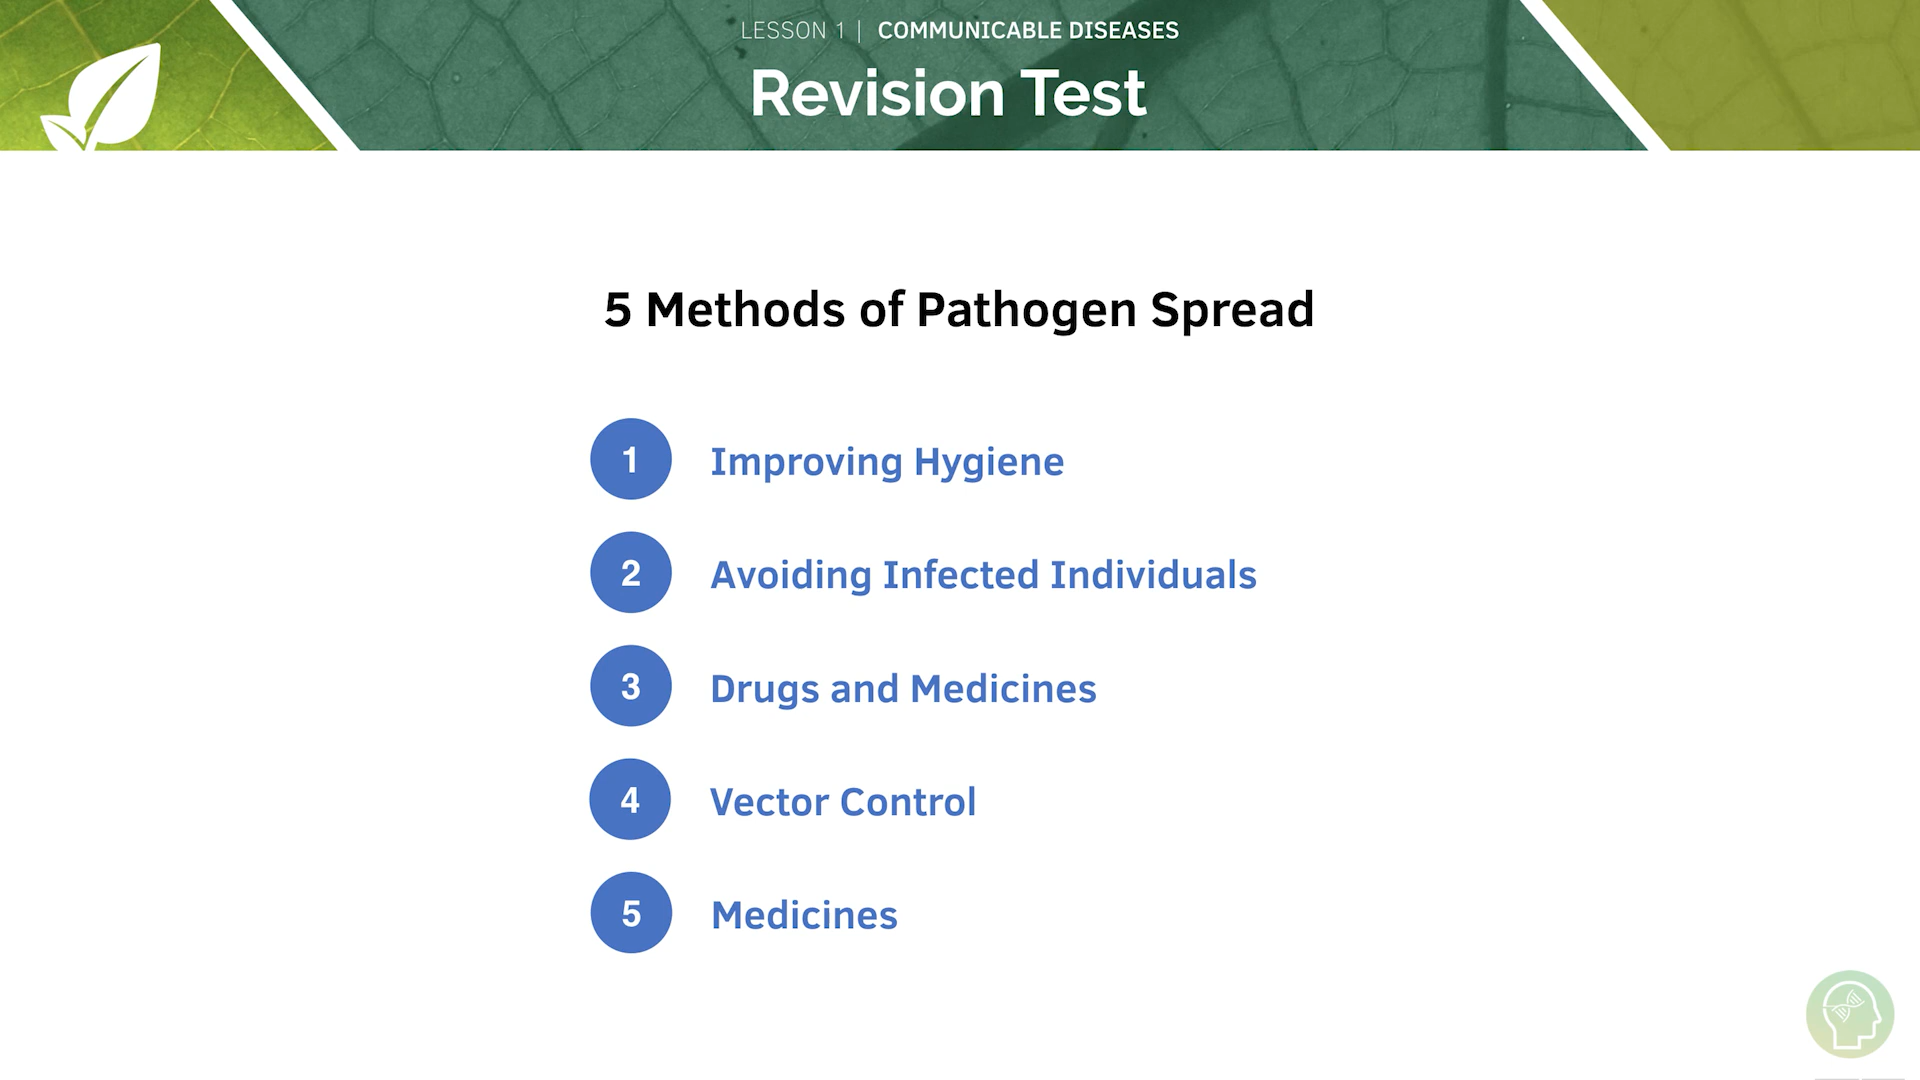 LESSON 1 | COMMUNICABLE DISEASES
Revision Test
5 Methods of Pathogen Spread
1 Improving Hygiene
2 Avoiding Infected Individuals
3 Drugs and Medicines
4 Vector Control
5 Medicines